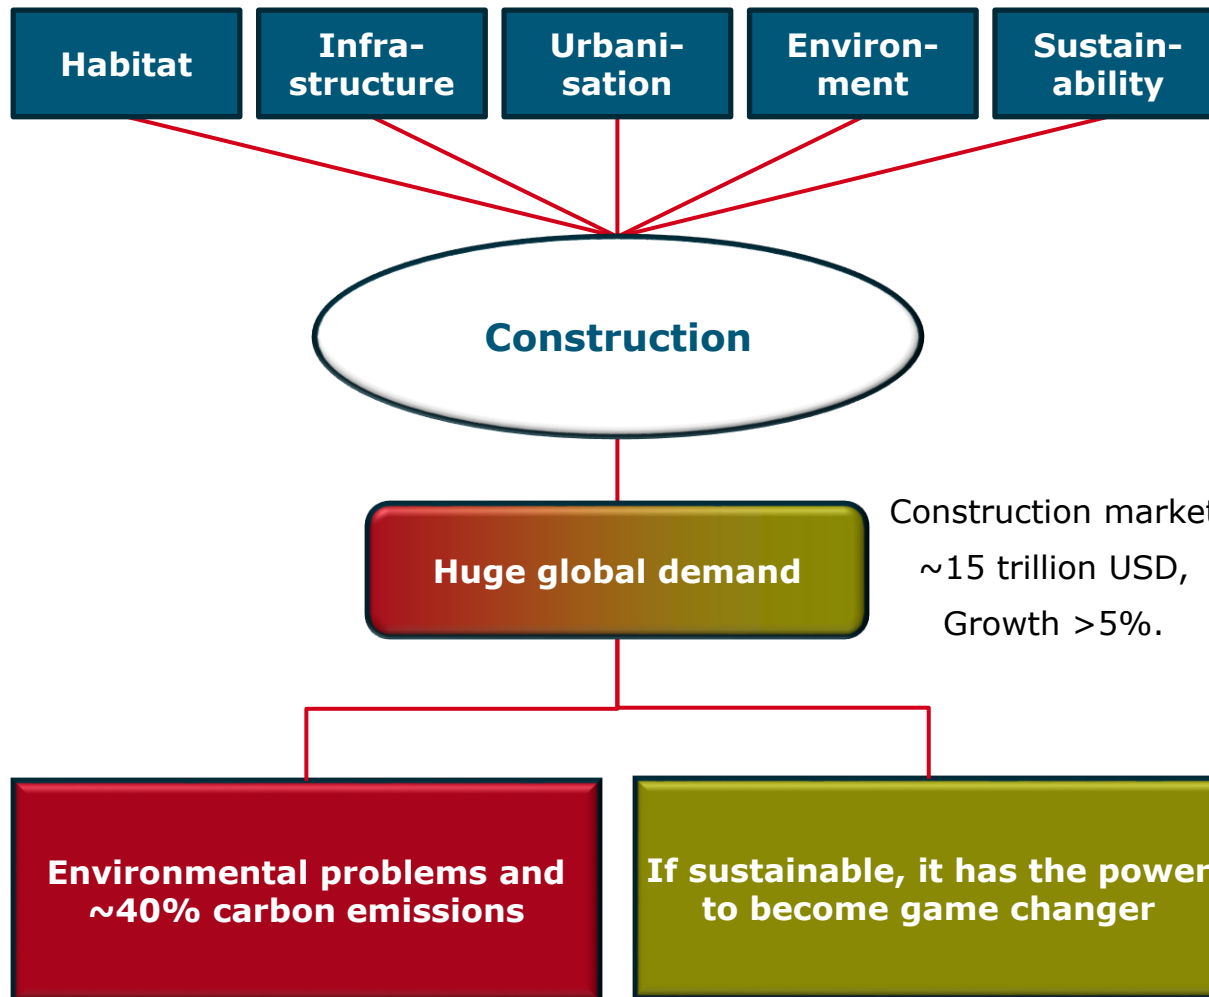 Habitat
Infra-
structure
Urbani-
sation
Environ-
ment
Sustain-
ability
Construction
Huge global demand
Construction market
~15 trillion USD,
Growth >5%.
Environmental problems and
~40% carbon emissions
If sustainable, it has the power
to become game changer